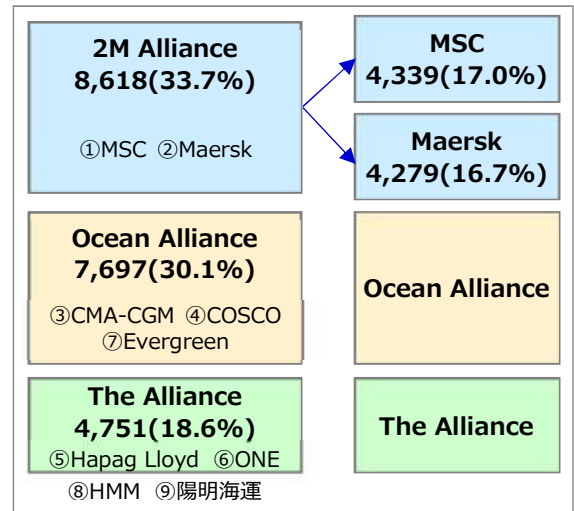 2M Alliance
8,618(33.7%)
①MSC ②Maersk
MSC
4,339(17.0%)
Maersk
4,279(16.7%)
Ocean Alliance
7,697(30.1%)
③CMA-CGM ④COSCO
⑦Evergreen
Ocean Alliance
The Alliance
4,751(18.6%)
⑤Hapag Lloyd ⑥ONE
⑧HMM ⑨陽明海運
The Alliance